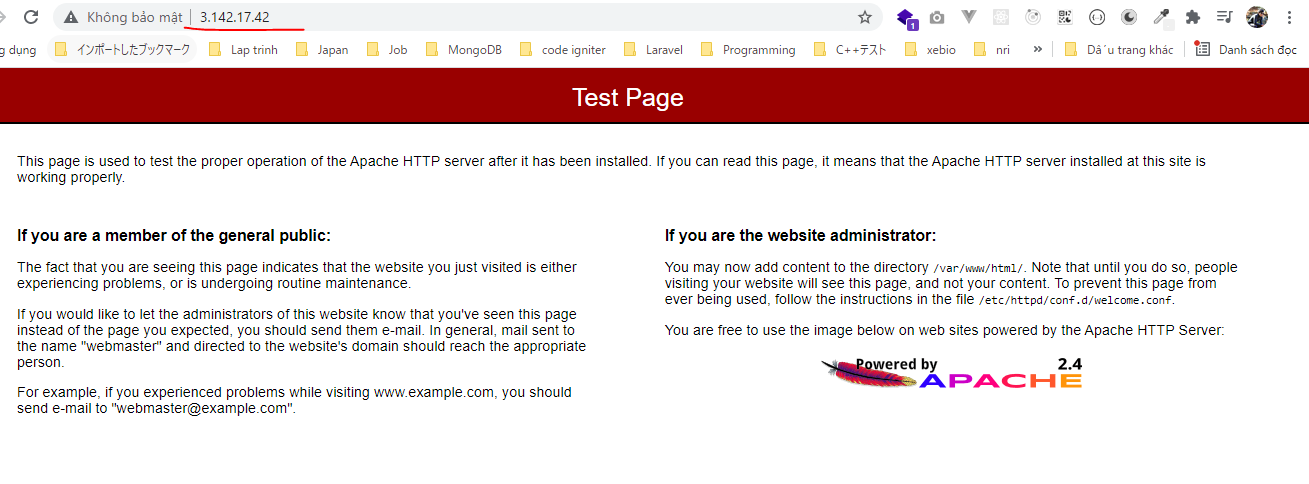 Không bảo mật 3.142.17.42
1
ng dụng インポートしたブックマーク Lap trinh Japan Job MongoDB code igniter Laravel Programming C++テスト xebio nri » Dấu trang khác Danh sách đọc
Test Page
This page is used to test the proper operation of the Apache HTTP server after it has been installed. If you can read this page, it means that the Apache HTTP server installed at this site is
working properly.
If you are a member of the general public:
The fact that you are seeing this page indicates that the website you just visited is either
experiencing problems, or is undergoing routine maintenance.
If you would like to let the administrators of this website know that you've seen this page
instead of the page you expected, you should send them e-mail. In general, mail sent to
the name "webmaster" and directed to the website's domain should reach the appropriate
person.
For example, if you experienced problems while visiting www.example.com, you should
send e-mail to "webmaster@example.com".
If you are the website administrator:
You may now add content to the directory /var/www/html/. Note that until you do so, people
visiting your website will see this page, and not your content. To prevent this page from
ever being used, follow the instructions in the file /etc/httpd/conf.d/welcome.conf.
You are free to use the image below on web sites powered by the Apache HTTP Server:
Powered by 2.4
APACHE